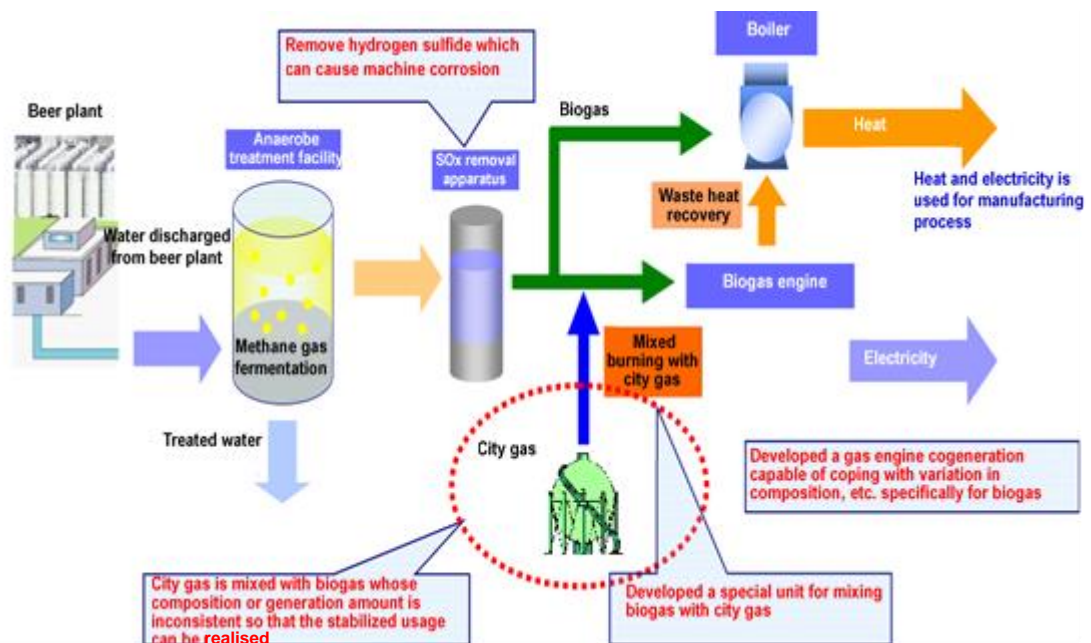 Remove hydrogen sulfide which
can cause machine corrosion
Boiler
Beer plant
Biogas
Anaerobe
treatment facility
SOx removal
apparatus
Heat
Waste heat
recovery
Heat and electricity is
used for manufacturing
process
Water discharged
from beer plant
Biogas engine
Methane gas
fermentation
Mixed
burning with
city gas
Electricity
Treated water
City gas
Developed a gas engine cogeneration
capable of coping with variation in
composition, etc. specifically for biogas
City gas is mixed with biogas whose
composition or generation amount is
inconsistent so that the stabilized usage
can be realised
Developed a special unit for mixing
biogas with city gas